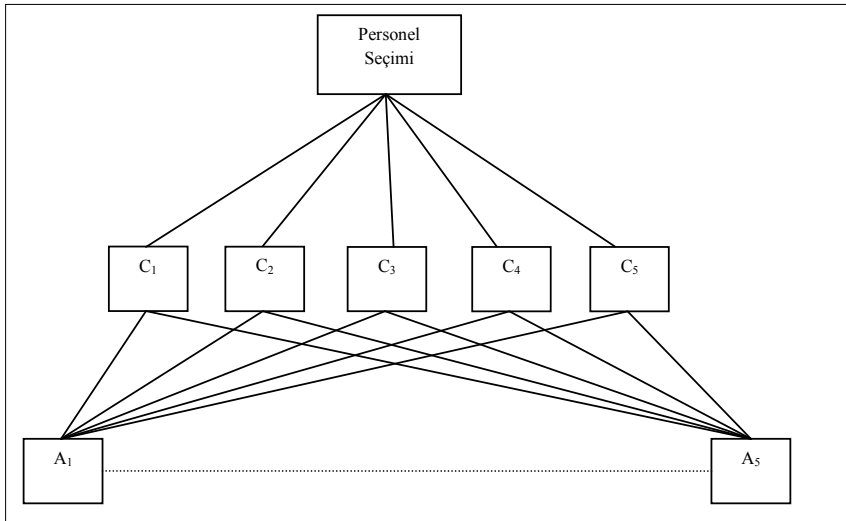 Personel
Seçimi
C₁ C₂ C₃ C₄ C₅
A₁ A₅